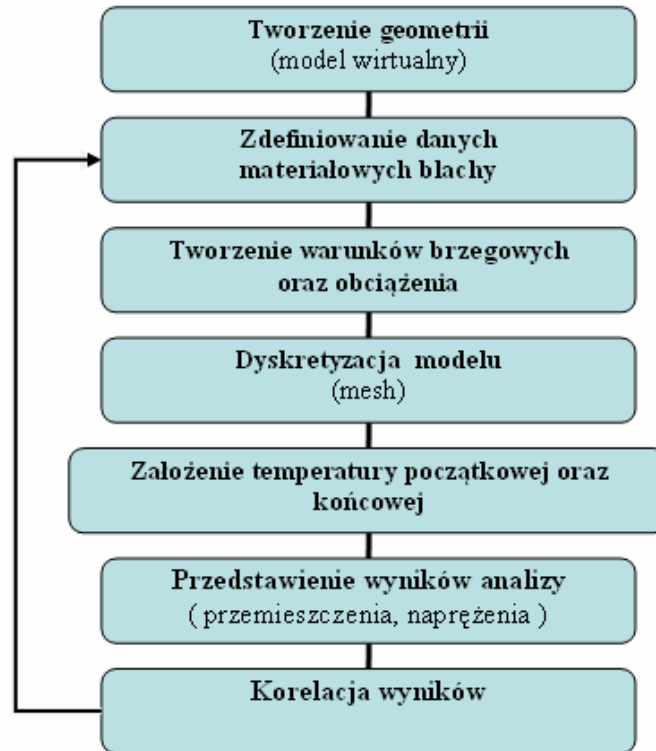 Tworzenie geometrii
(model wirtualny)
Zdefiniowanie danych
materiałowych blachy
Tworzenie warunków brzegowych
oraz obciążenia
Dyskretyzacja modelu
(mesh)
Założenie temperatury początkowej oraz
końcowej
Przedstawienie wyników analizy
( przemieszczenia, naprężenia )
Korelacja wyników